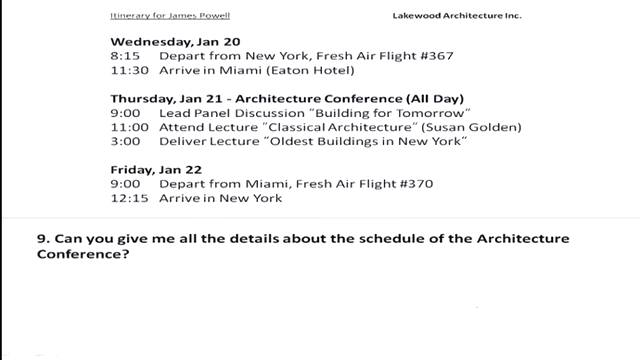 Itinerary for James Powell Lakewood Architecture Inc.
Wednesday, Jan 20
8:15 Depart from New York, Fresh Air Flight #367
11:30 Arrive in Miami (Eaton Hotel)
Thursday, Jan 21 - Architecture Conference (All Day)
9:00 Lead Panel Discussion "Building for Tomorrow"
11:00 Attend Lecture "Classical Architecture" (Susan Golden)
3:00 Deliver Lecture "Oldest Buildings in New York"
Friday, Jan 22
9:00 Depart from Miami, Fresh Air Flight #370
12:15 Arrive in New York
9. Can you give me all the details about the schedule of the Architecture
Conference?